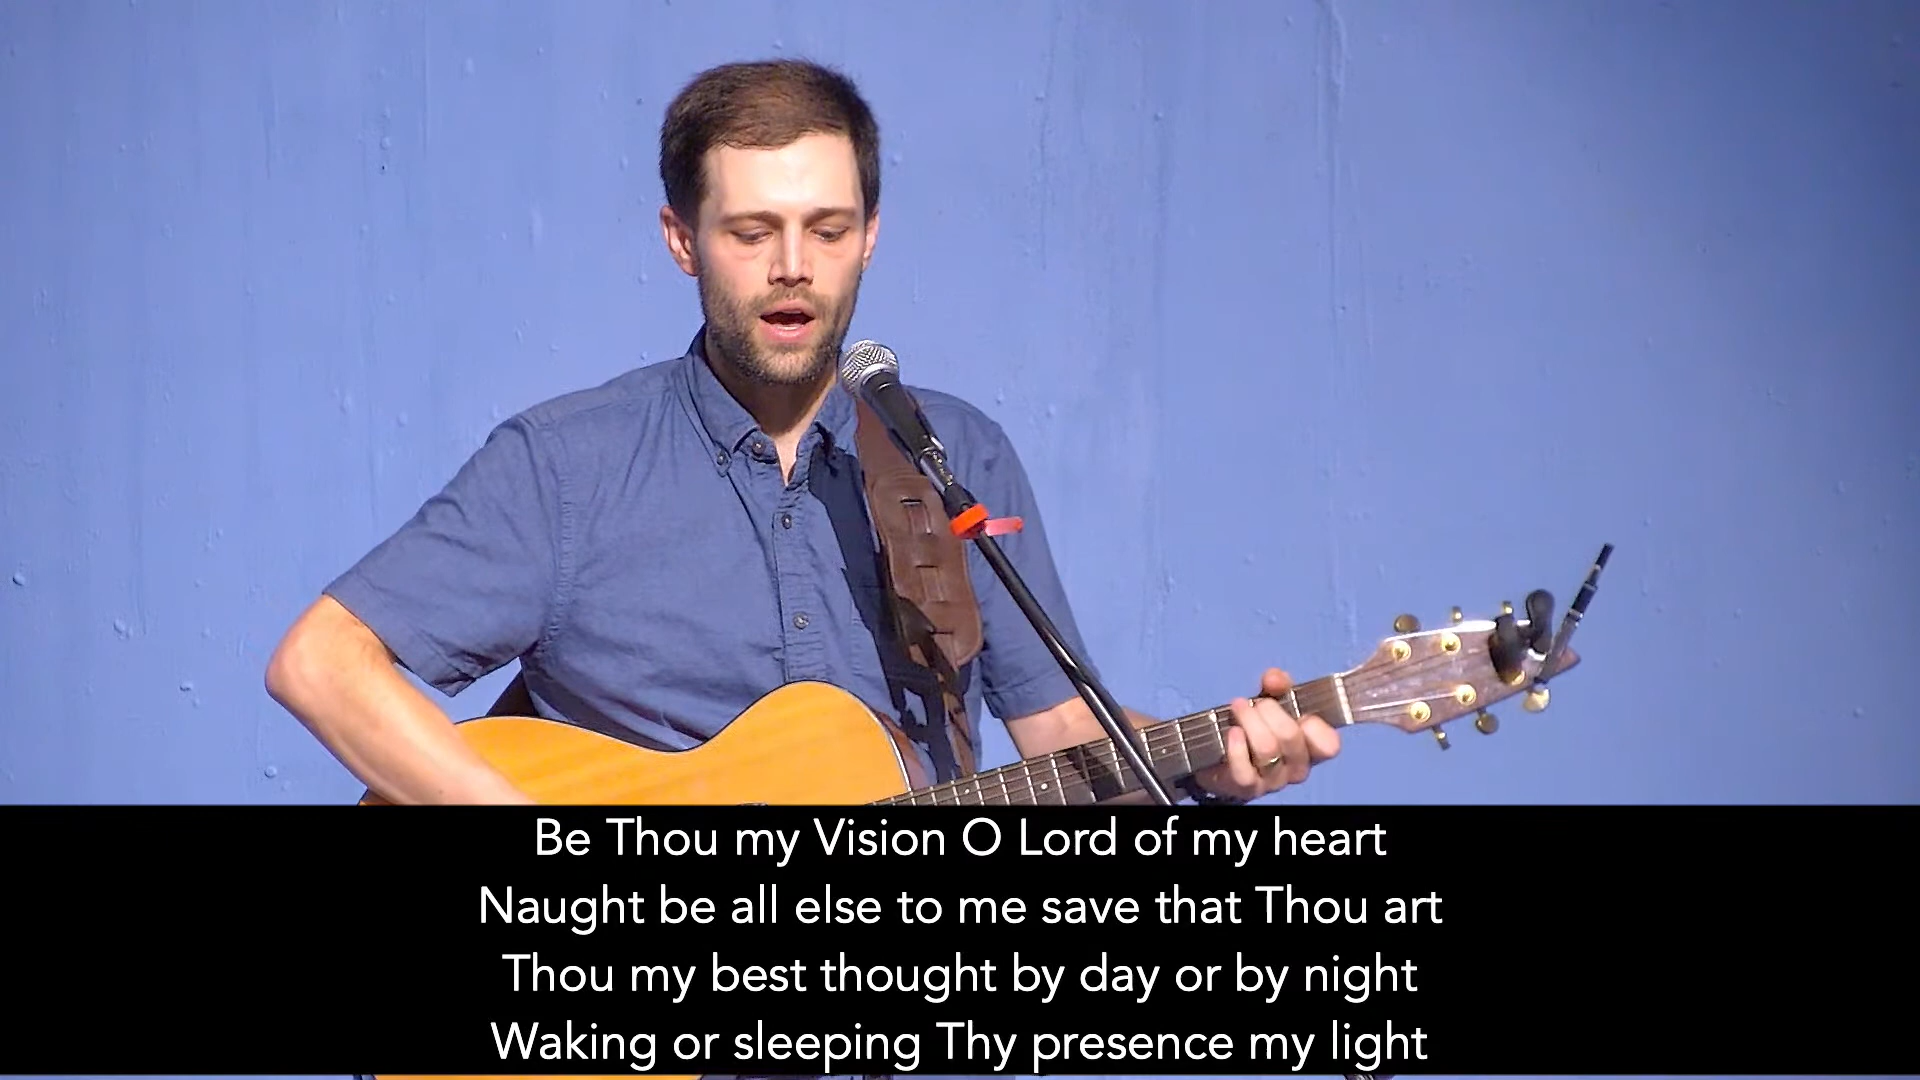 Be Thou my Vision O Lord of my heart
Naught be all else to me save that Thou art
Thou my best thought by day or by night
Waking or sleeping Thy presence my light